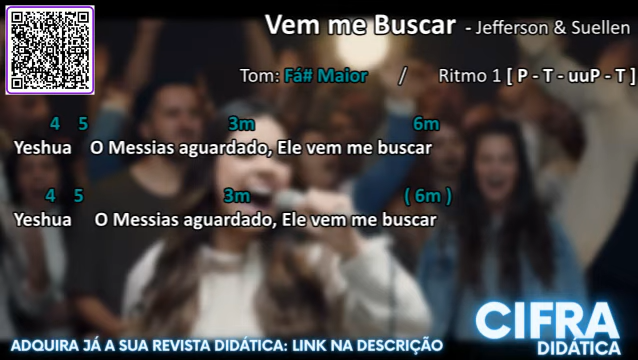 Vem me Buscar - Jefferson & Suellen
Tom: Fá# Maior / Ritmo 1 [ P - T - uuP - T ]
4 5 3m 6m
Yeshua O Messias aguardado, Ele vem me buscar
4 5 3m ( 6m )
Yeshua O Messias aguardado, Ele vem me buscar
CIFRA
DIDÁTICA
ADQUIRA JÁ A SUA REVISTA DIDÁTICA: LINK NA DESCRIÇÃO